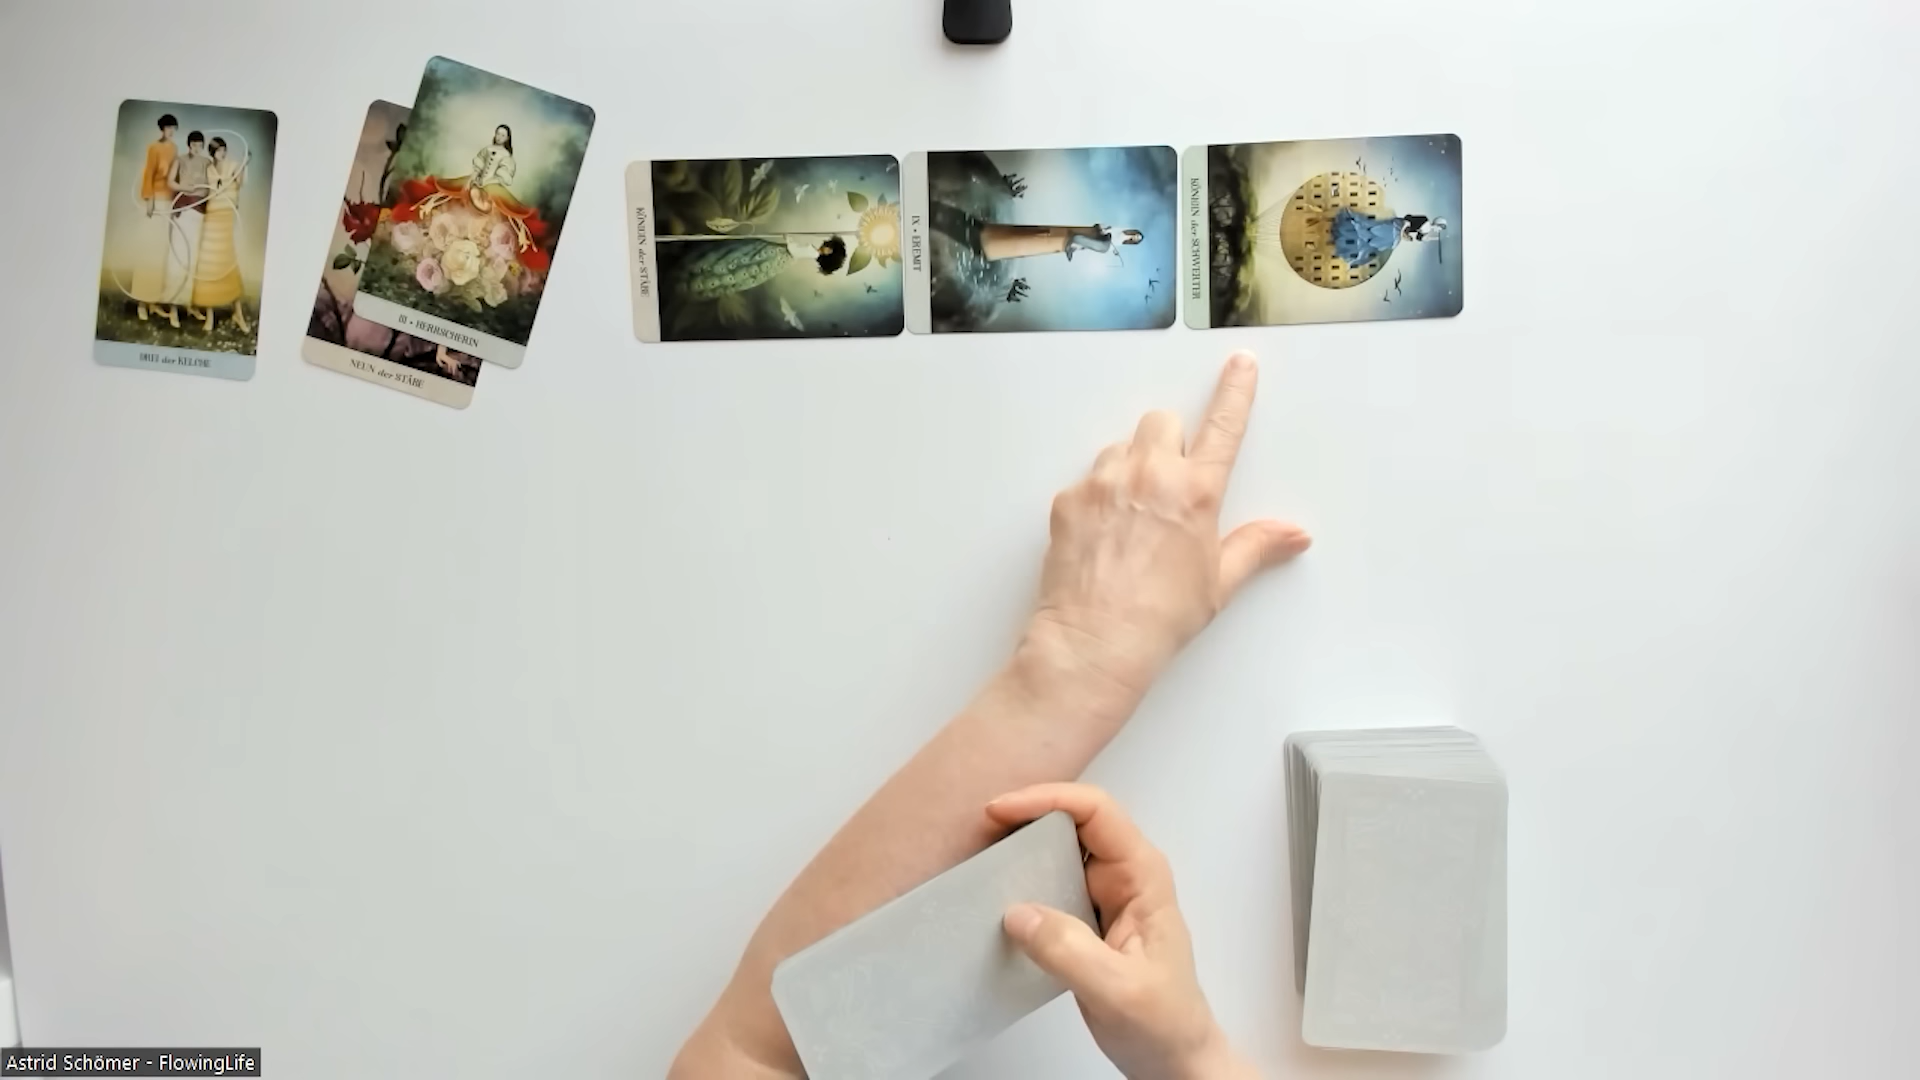 DREI der KELCHE
III • HERRSCHERIN
NEUN der STÄBE
KÖNIGIN der STÄBE
IX • EREMIT
KÖNIGIN der SCHWERTER
Astrid Schömer - FlowingLife